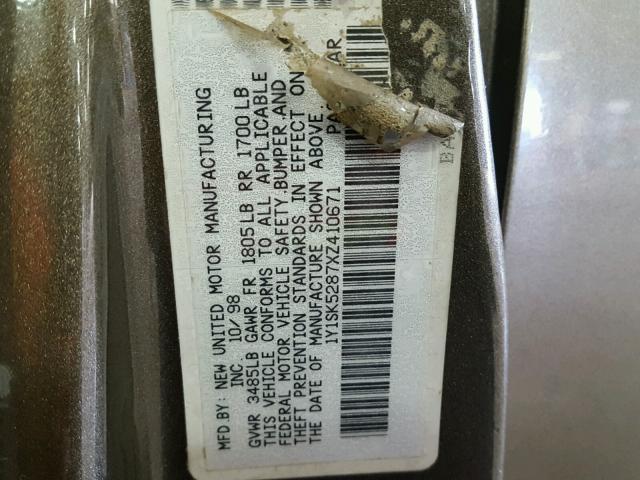 MFD.BY: NEW UNITED MOTOR MANUFACTURING
INC. 10/98
GVWR 3485LB GAWR FR 1805LB RR 1700LB
THIS VEHICLE CONFORMS TO ALL APPLICABLE
FEDERAL MOTOR VEHICLE SAFETY,BUMPER,AND
THEFT PREVENTION STANDARDS IN EFFECT ON
THE DATE OF MANUFACTURE SHOWN ABOVE.
1Y1SK5287XZ410671
BA